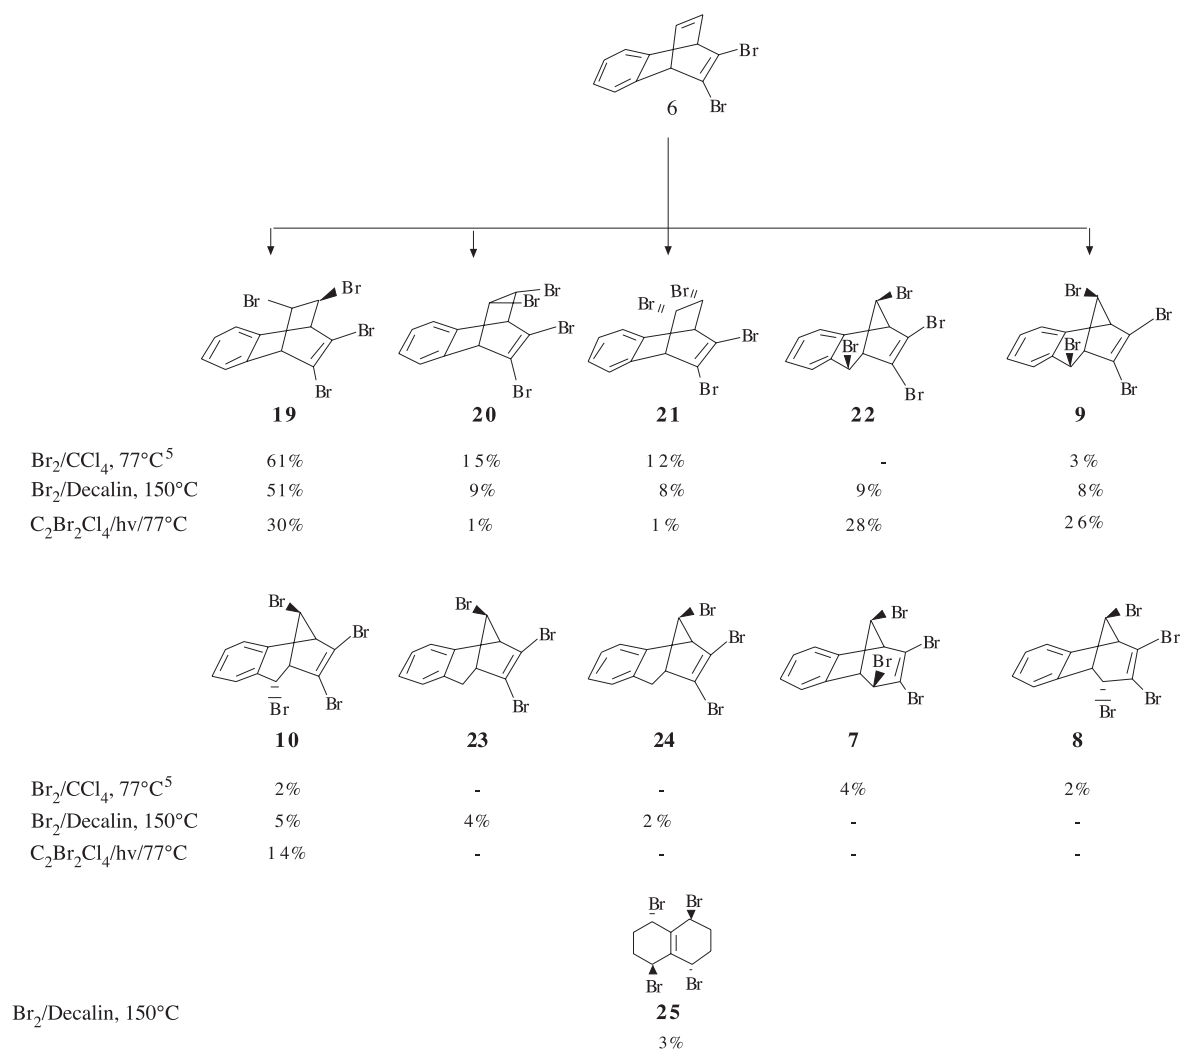 Br
6 Br
Br Br Br Br Br Br Br Br
Br Br Br Br Br Br
Br Br Br Br Br
19 20 21 22 9
Br2/CCl4, 77°C5 61% 15% 12% - 3%
Br2/Decalin, 150°C 51% 9% 8% 9% 8%
C2Br2Cl4/hv/77°C 30% 1% 1% 28% 26%
Br Br Br Br Br
Br Br Br Br Br Br
Br Br Br Br Br Br
10 23 24 7 8
Br2/CCl4, 77°C5 2% - - 4% 2%
Br2/Decalin, 150°C 5% 4% 2% - -
C2Br2Cl4/hv/77°C 14% - - - -
Br Br
Br Br
Br2/Decalin, 150°C 25
3%